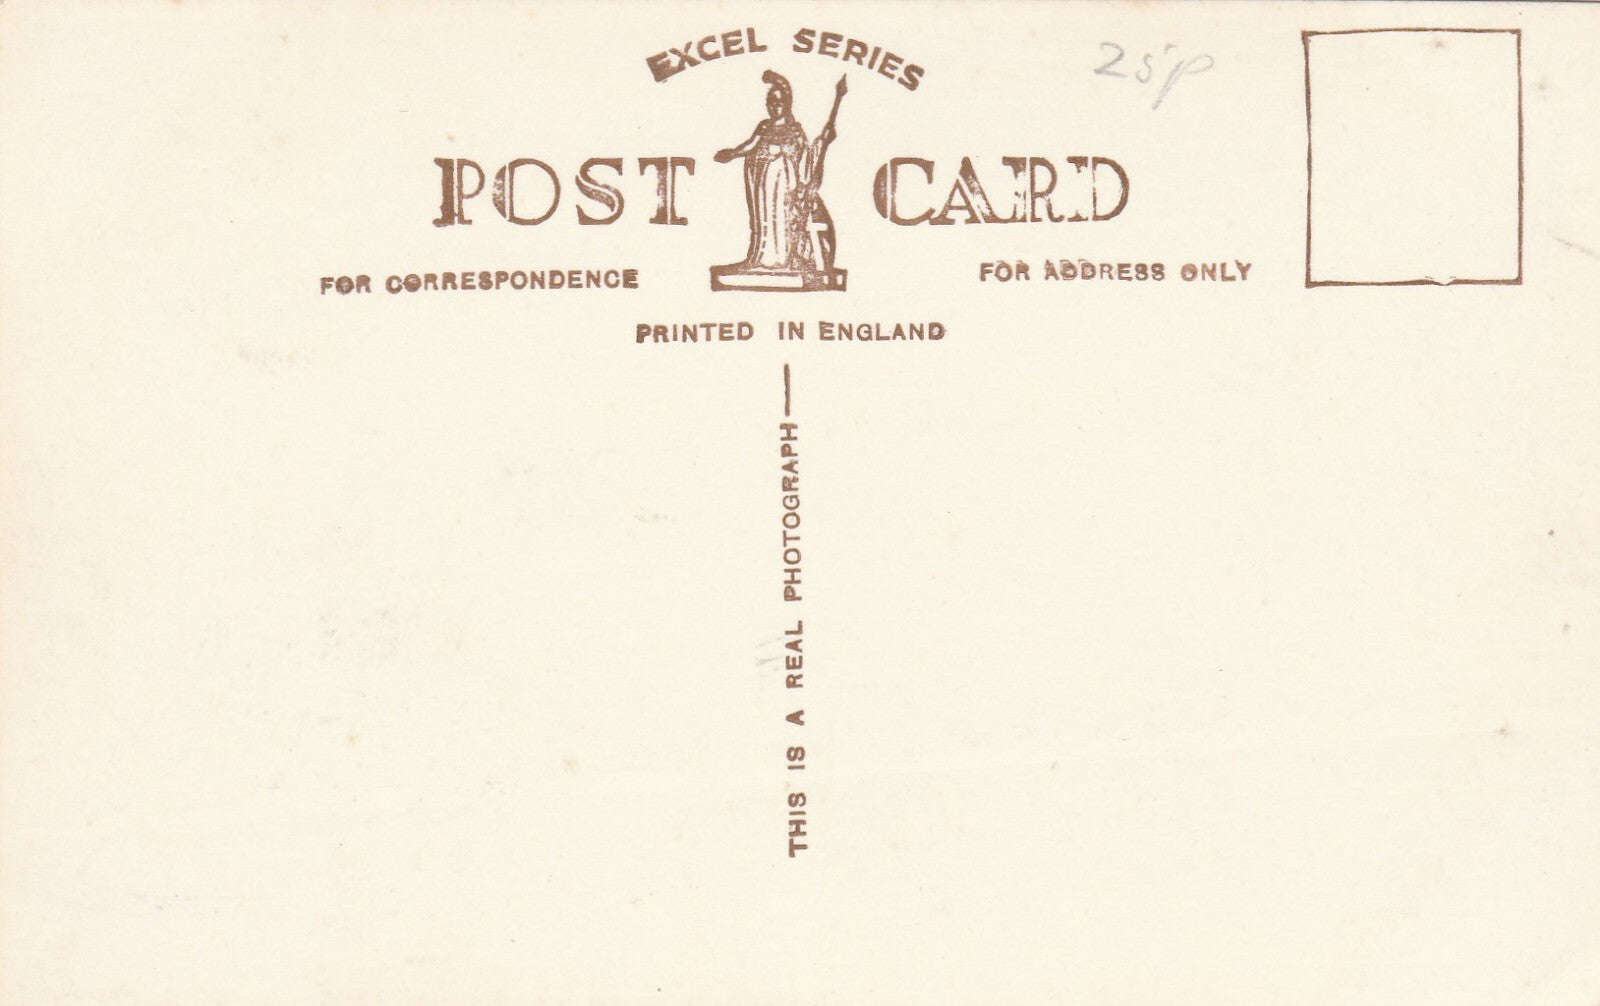 EXCEL SERIES
25p
POST CARD
FOR CORRESPONDENCE
FOR ADDRESS ONLY
PRINTED IN ENGLAND
THIS IS A REAL PHOTOGRAPH